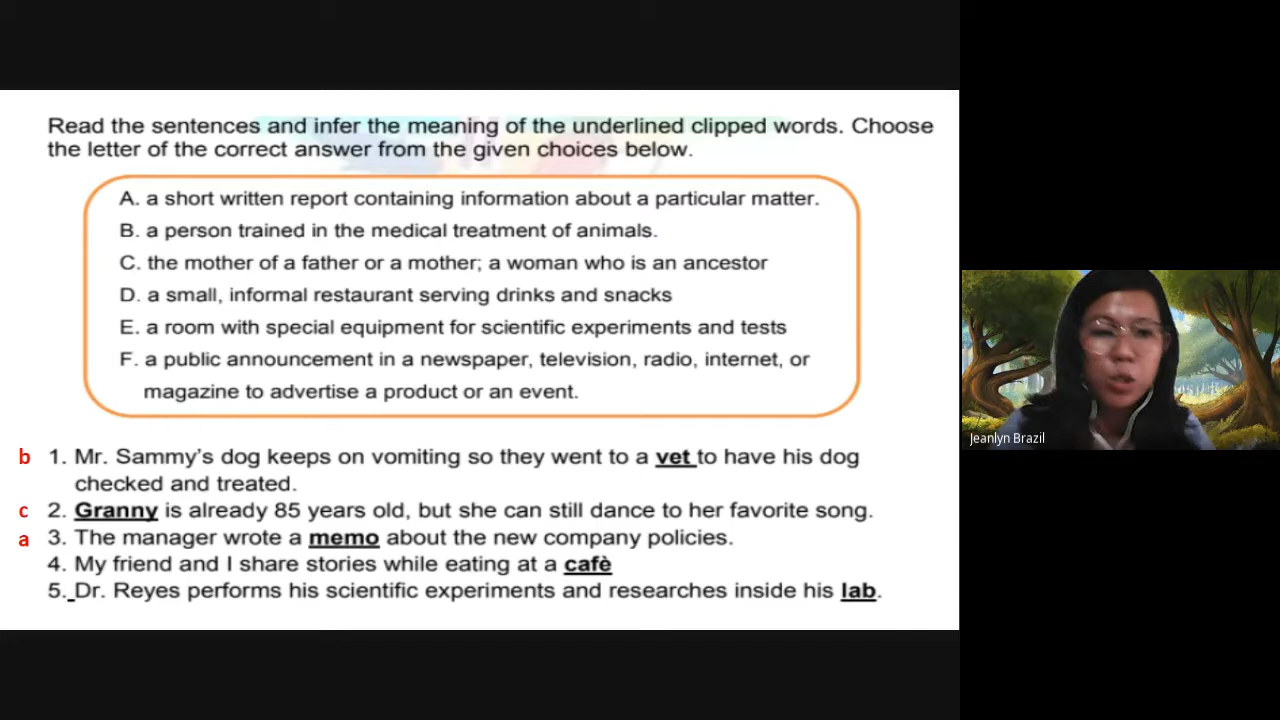 Read the sentences and infer the meaning of the underlined clipped words. Choose
the letter of the correct answer from the given choices below.
A. a short written report containing information about a particular matter.
B. a person trained in the medical treatment of animals.
C. the mother of a father or a mother; a woman who is an ancestor
D. a small, informal restaurant serving drinks and snacks
E. a room with special equipment for scientific experiments and tests
F. a public announcement in a newspaper, television, radio, internet, or
magazine to advertise a product or an event.
b 1. Mr. Sammy’s dog keeps on vomiting so they went to a vet to have his dog
checked and treated.
c 2. Granny is already 85 years old, but she can still dance to her favorite song.
a 3. The manager wrote a memo about the new company policies.
4. My friend and I share stories while eating at a cafè
5. Dr. Reyes performs his scientific experiments and researches inside his lab.
Jeanlyn Brazil